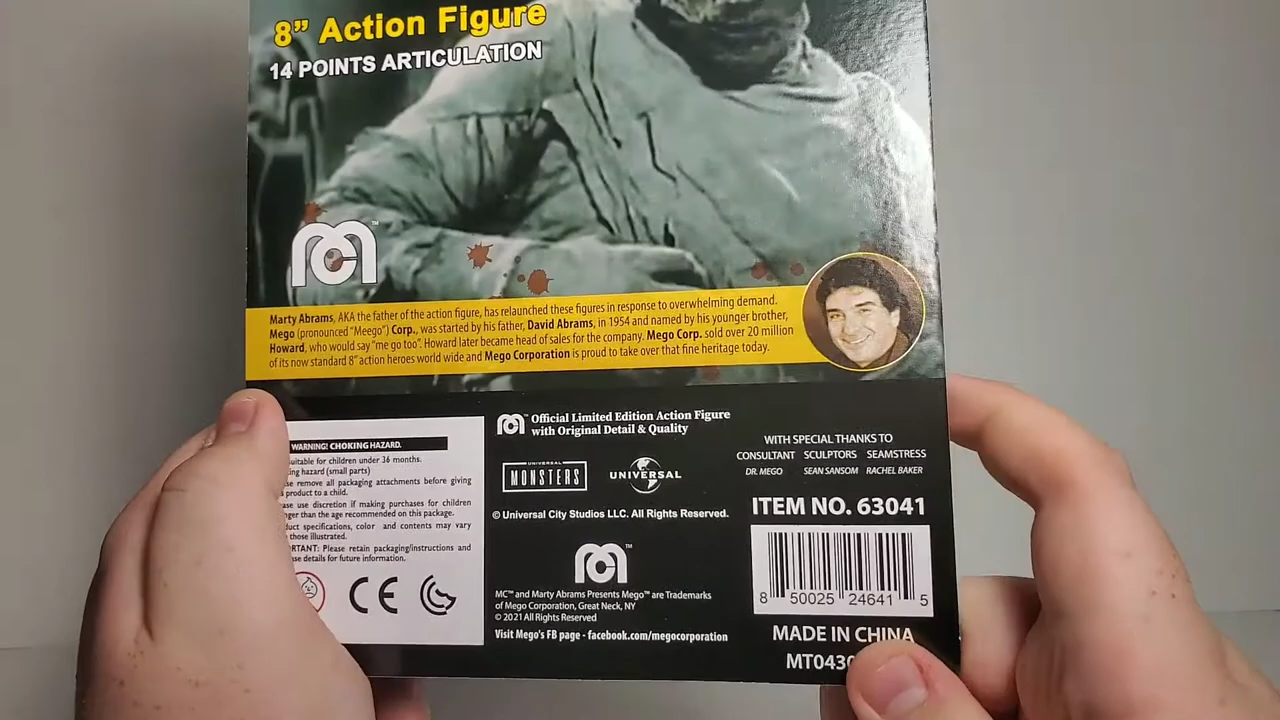 8” Action Figure
14 POINTS ARTICULATION
Marty Abrams, AKA the father of the action figure, has relaunched these figures in response to overwhelming demand.
Mego (pronounced “Meego”) Corp., was started by his father, David Abrams, in 1954 and named by his younger brother,
Howard, who would say “me go too”. Howard later became head of sales for the company. Mego Corp. sold over 20 million
of its now standard 8” action heroes world wide and Mego Corporation is proud to take over that fine heritage today.
WARNING! CHOKING HAZARD.
suitable for children under 36 months.
hazard (small parts)
remove all packaging attachments before giving
product to a child.
use discretion if making purchases for children
than the age recommended on this package.
specifications, color and contents may vary
those illustrated.
Please retain packaging/instructions and
details for future information.
CE
Official Limited Edition Action Figure
with Original Detail & Quality
UNIVERSAL
MONSTERS
UNIVERSAL
© Universal City Studios LLC. All Rights Reserved.
TM
MC™ and Marty Abrams Presents Mego™ are Trademarks
of Mego Corporation, Great Neck, NY
© 2021 All Rights Reserved
Visit Mego's FB page - facebook.com/megocorporation
WITH SPECIAL THANKS TO
CONSULTANT SCULPTORS SEAMSTRESS
DR. MEGO SEAN SANSOM RACHEL BAKER
ITEM NO. 63041
8 50025 24641 5
MADE IN CHINA
MT043